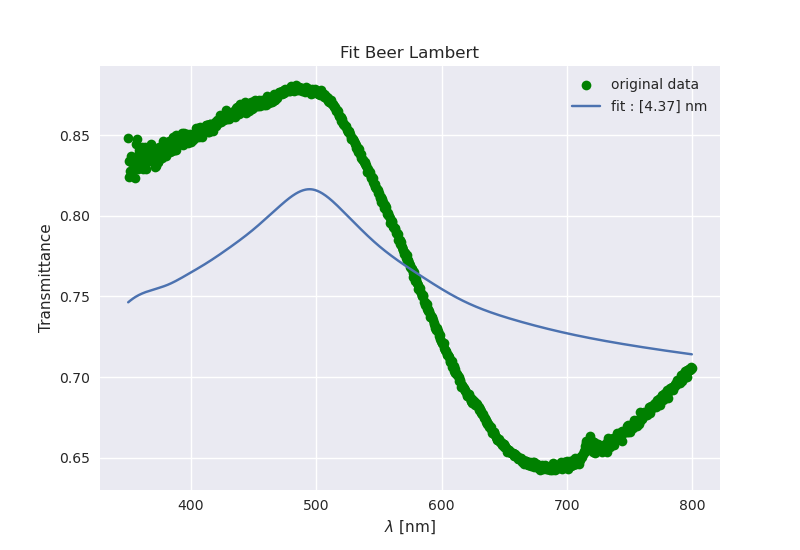 Fit Beer Lambert
original data
fit : [4.37] nm
Transmittance
0.85
0.80
0.75
0.70
0.65
400 500 600 700 800
λ [nm]